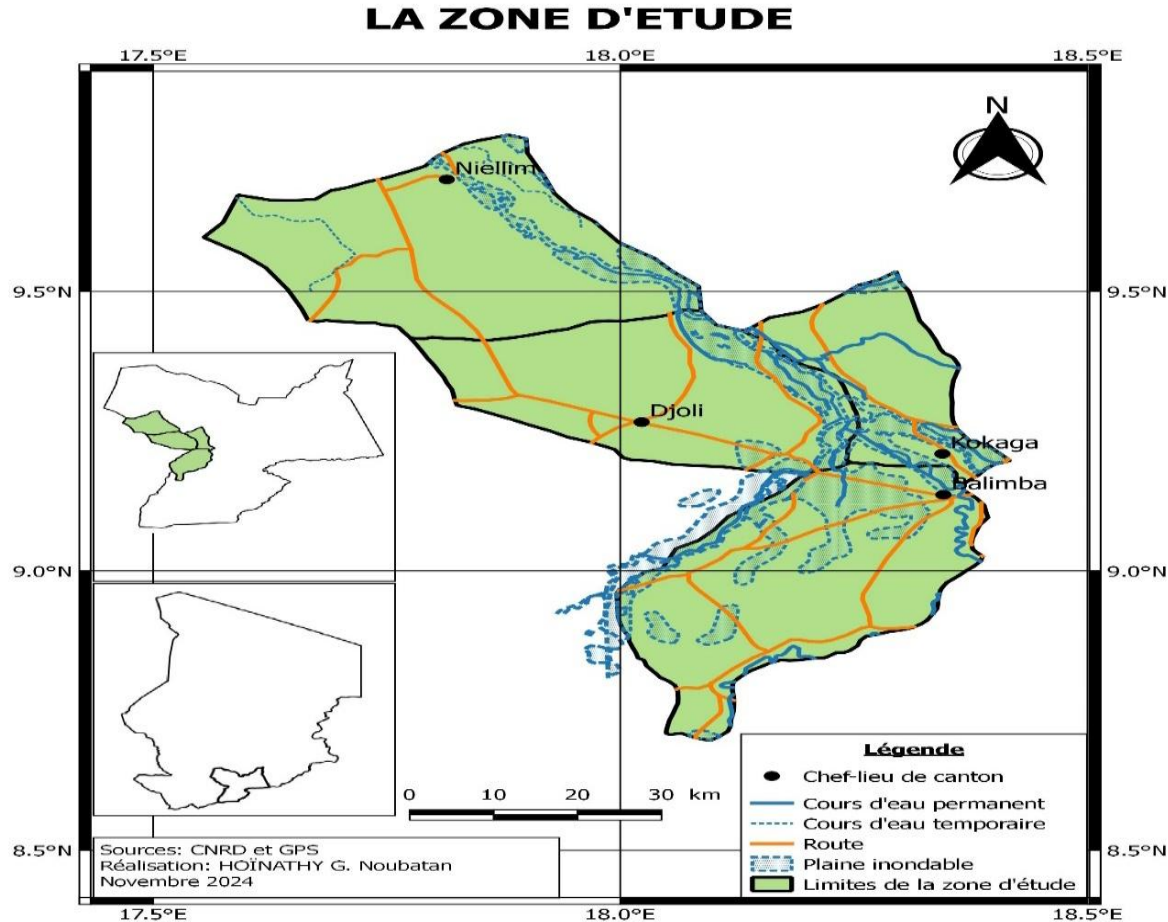 LA ZONE D'ETUDE
17.5°E 18.0°E 18.5°E
N
Niellim
9.5°N 9.5°N
Djoli
Kokaga
Balimba
9.0°N 9.0°N
0 10 20 30 km
Légende
Chef-lieu de canton
Cours d'eau permanent
Cours d'eau temporaire
Route
Plaine inondable
Limites de la zone d'étude
Sources: CNRD et GPS
Réalisation: HOÏNATHY G. Noubatan
Novembre 2024
8.5°N 8.5°N
17.5°E 18.0°E 18.5°E